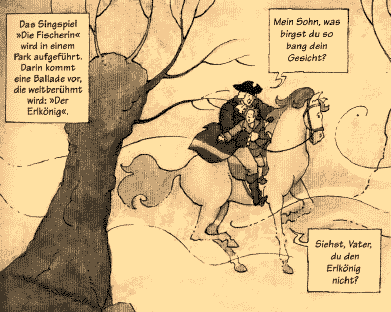 Das Singspiel
»Die Fischerin«
wird in einem
Park aufgeführt.
Darin kommt
eine Ballade vor,
die weltberühmt
wird: »Der
Erlkönig«.
Mein Sohn, was
birgst du so
bang dein
Gesicht?
Siehst, Vater,
du den
Erlkönig
nicht?